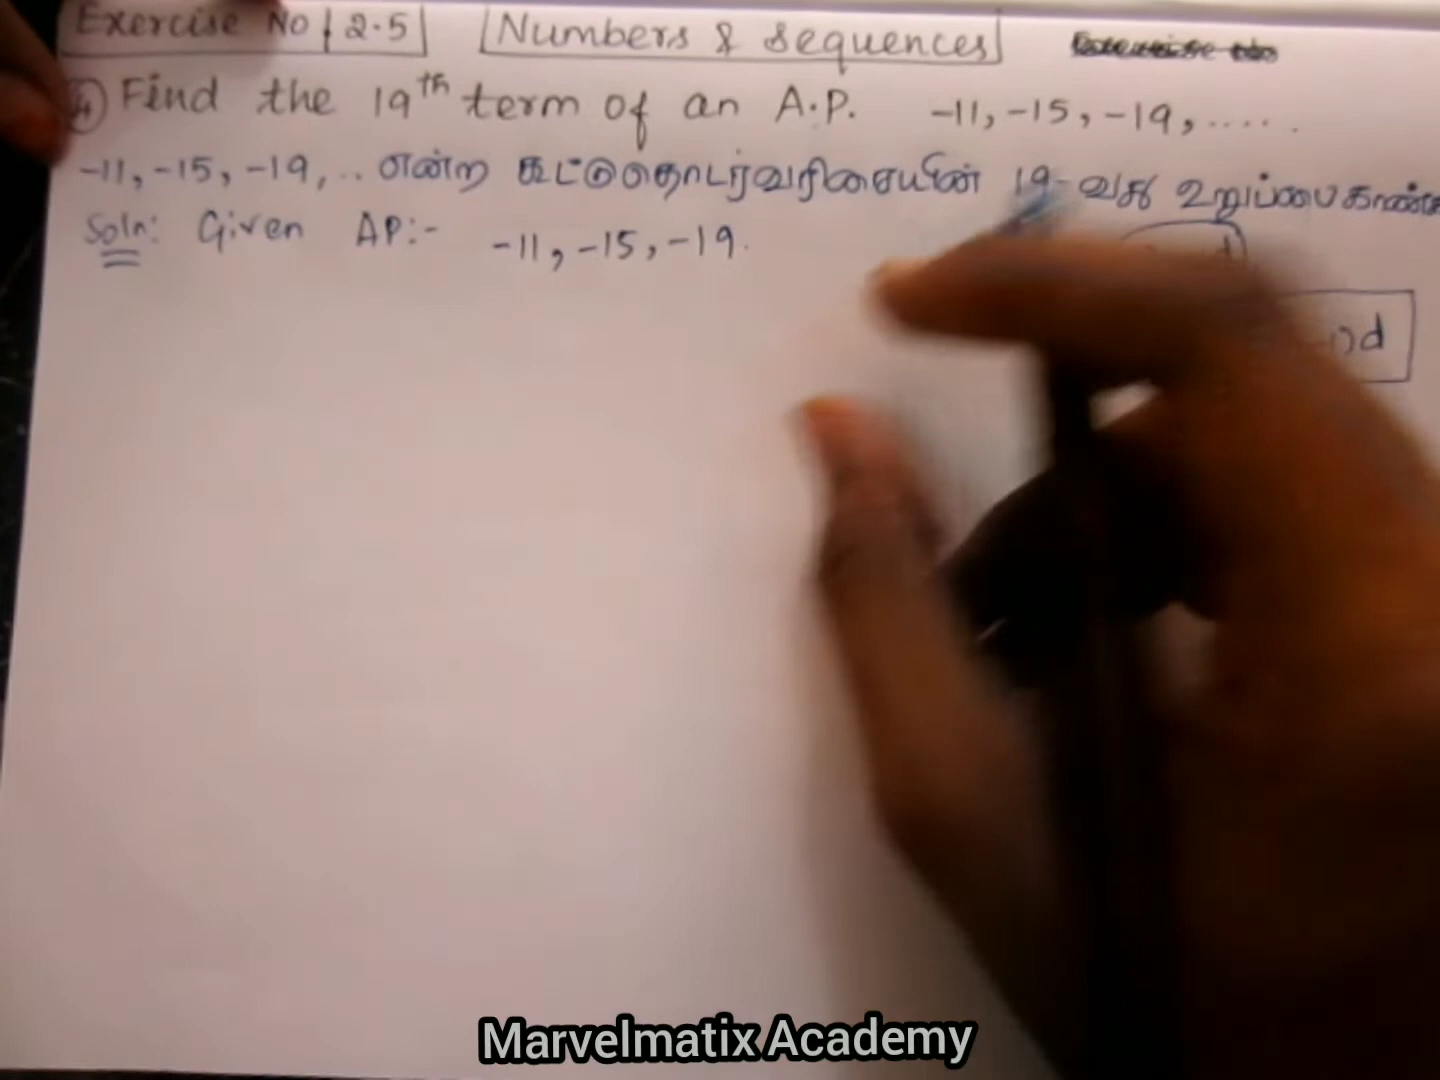 Exercise No | 2.5 Numbers & Sequences
④ Find the 19th term of an A.P. -11, -15, -19, .....
-11, -15, -19, .. என்ற கூட்டுதொடர்வரிசையின் 19-வது உறுப்பை
Soln: Given AP:- -11, -15, -19.
)d
Marvelmatix Academy